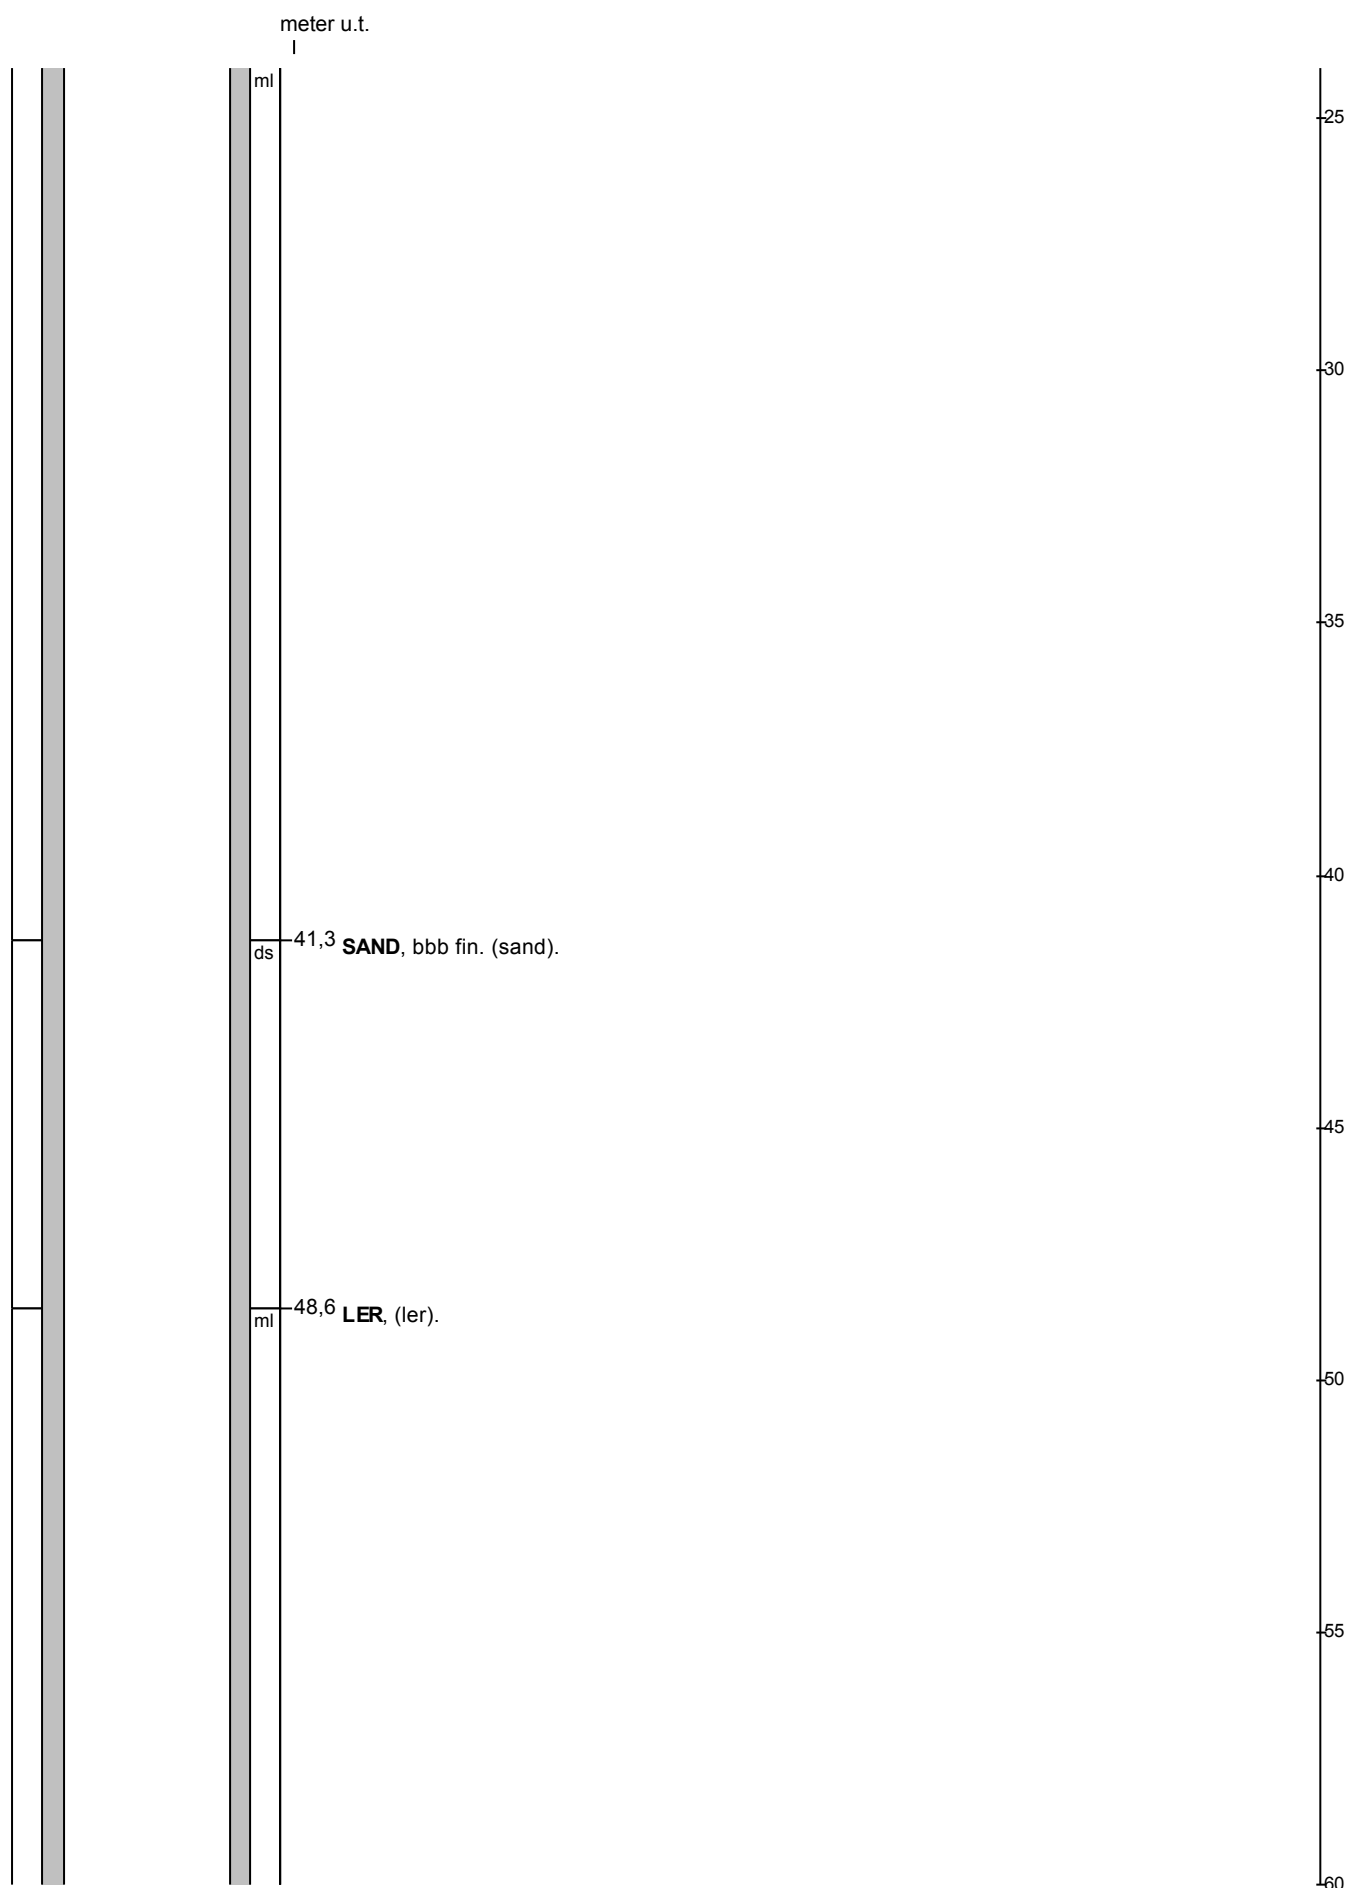 meter u.t.
ml
25
30
35
40
41,3 SAND, bbb fin. (sand).
ds
45
48,6 LER, (ler).
ml
50
55
60